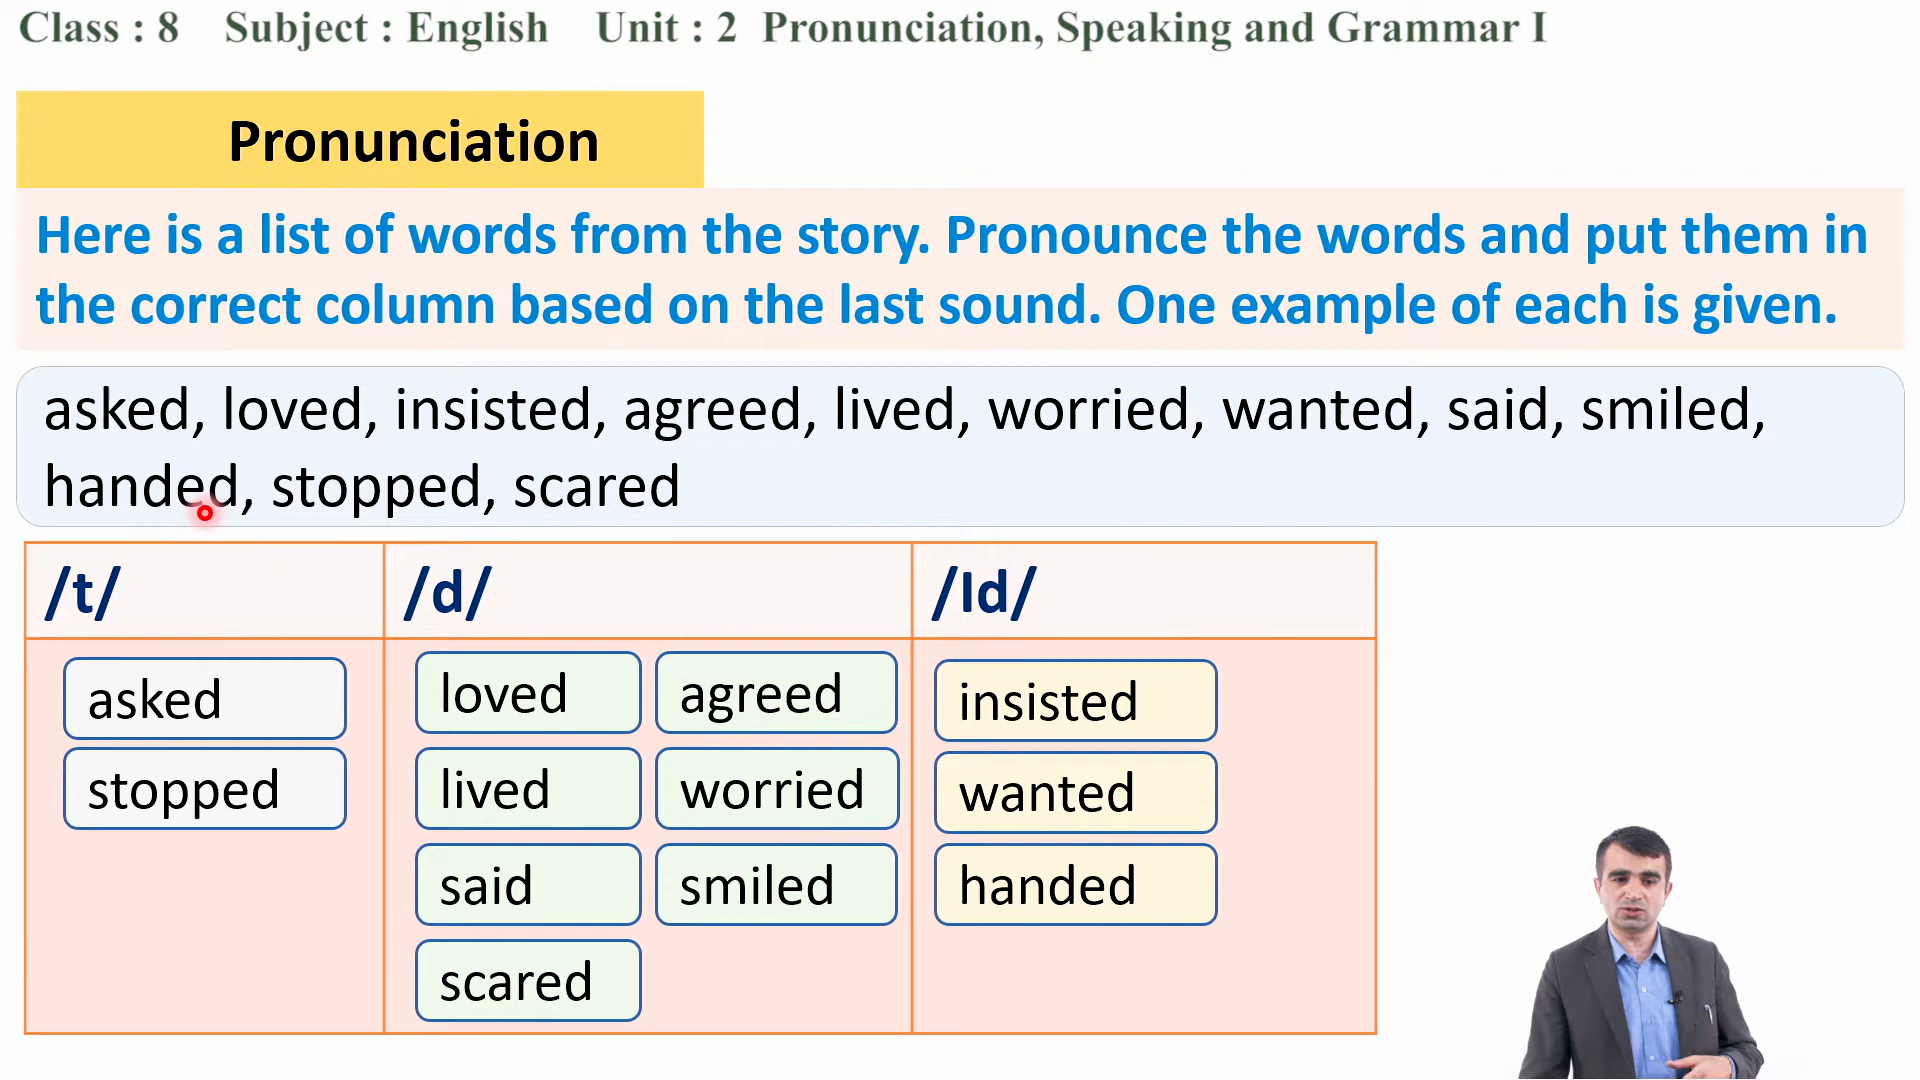 Class : 8 Subject : English Unit : 2 Pronunciation, Speaking and Grammar I
Pronunciation
Here is a list of words from the story. Pronounce the words and put them in
the correct column based on the last sound. One example of each is given.
asked, loved, insisted, agreed, lived, worried, wanted, said, smiled,
handed, stopped, scared
/t/ /d/ /Id/
asked loved agreed insisted
stopped lived worried wanted
said smiled handed
scared